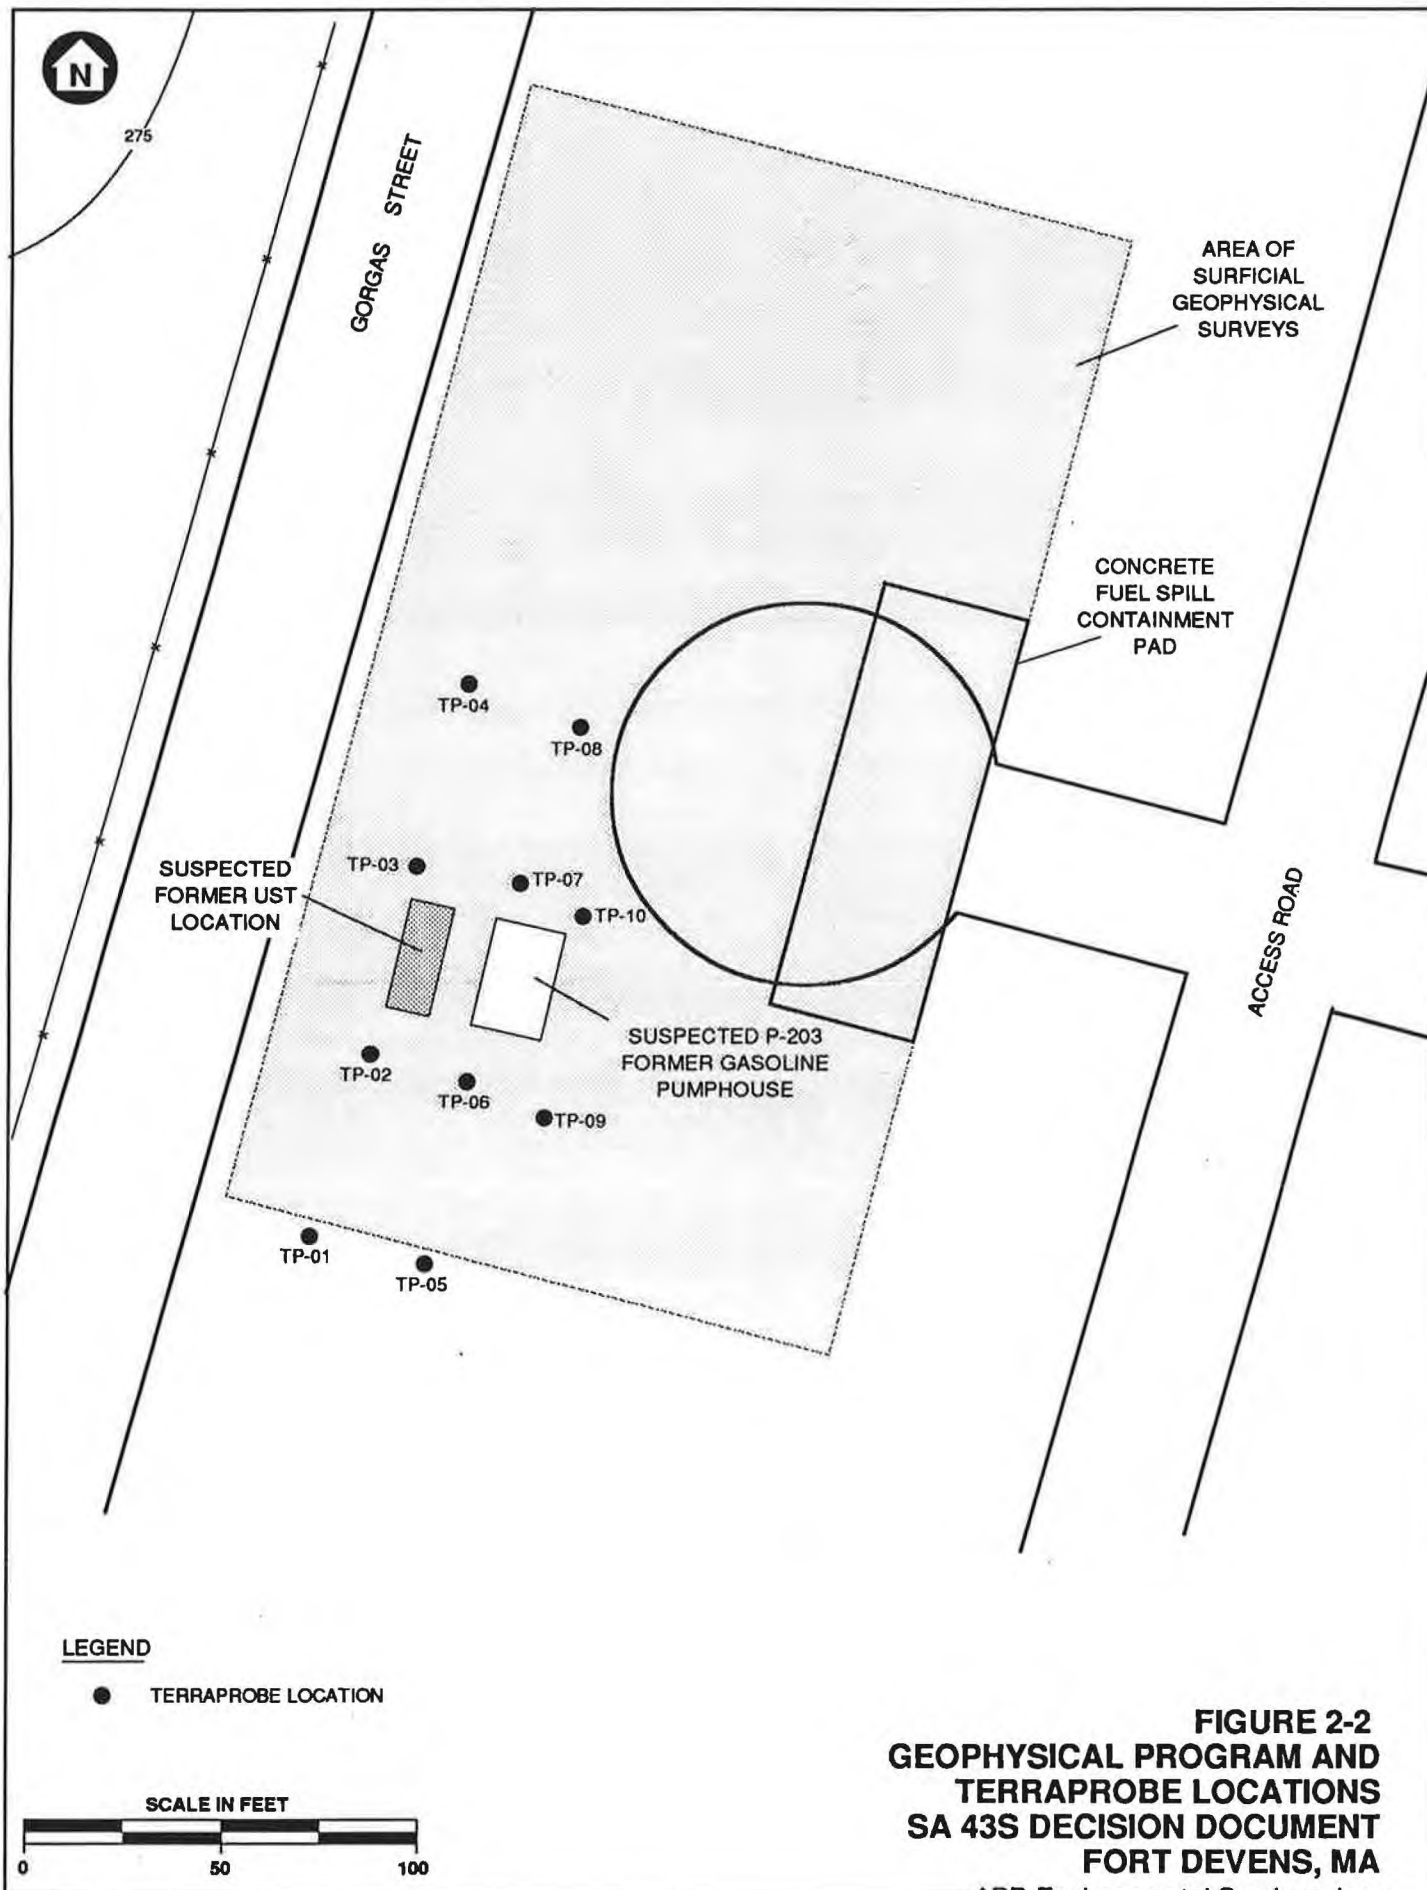 N
275
GORGAS STREET
AREA OF
SURFICIAL
GEOPHYSICAL
SURVEYS
CONCRETE
FUEL SPILL
CONTAINMENT
PAD
TP-04
TP-08
TP-03
TP-07
TP-10
SUSPECTED
FORMER UST
LOCATION
ACCESS ROAD
SUSPECTED P-203
FORMER GASOLINE
PUMPHOUSE
TP-02
TP-06
TP-09
TP-01
TP-05
LEGEND
TERRAPROBE LOCATION
SCALE IN FEET
0 50 100
FIGURE 2-2
GEOPHYSICAL PROGRAM AND
TERRAPROBE LOCATIONS
SA 43S DECISION DOCUMENT
FORT DEVENS, MA